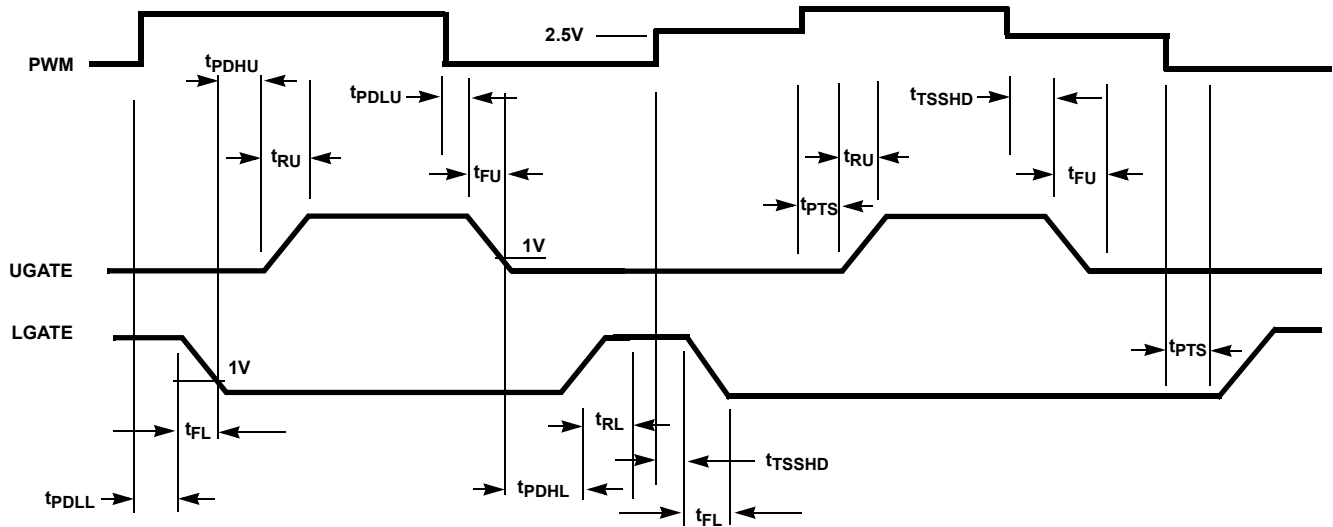 2.5V
PWM
tPDHU
tPDLU
tTSSHD
tRU
tRU
tFU
tFU
tPTS
1V
UGATE
LGATE
tPTS
1V
tRL
tFL
tTSSHD
tPDHL
tPDLL
tFL